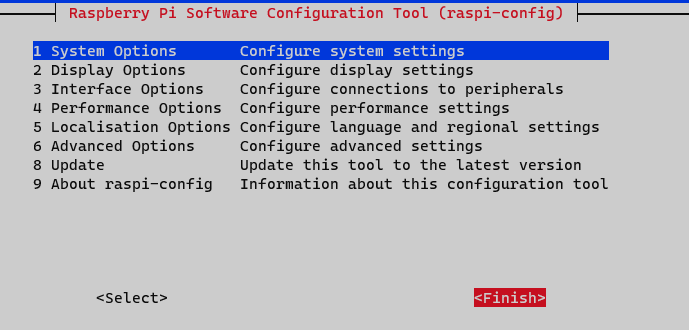 Raspberry Pi Software Configuration Tool (raspi-config)
1 System Options Configure system settings
2 Display Options Configure display settings
3 Interface Options Configure connections to peripherals
4 Performance Options Configure performance settings
5 Localisation Options Configure language and regional settings
6 Advanced Options Configure advanced settings
8 Update Update this tool to the latest version
9 About raspi-config Information about this configuration tool
<Select> <Finish>